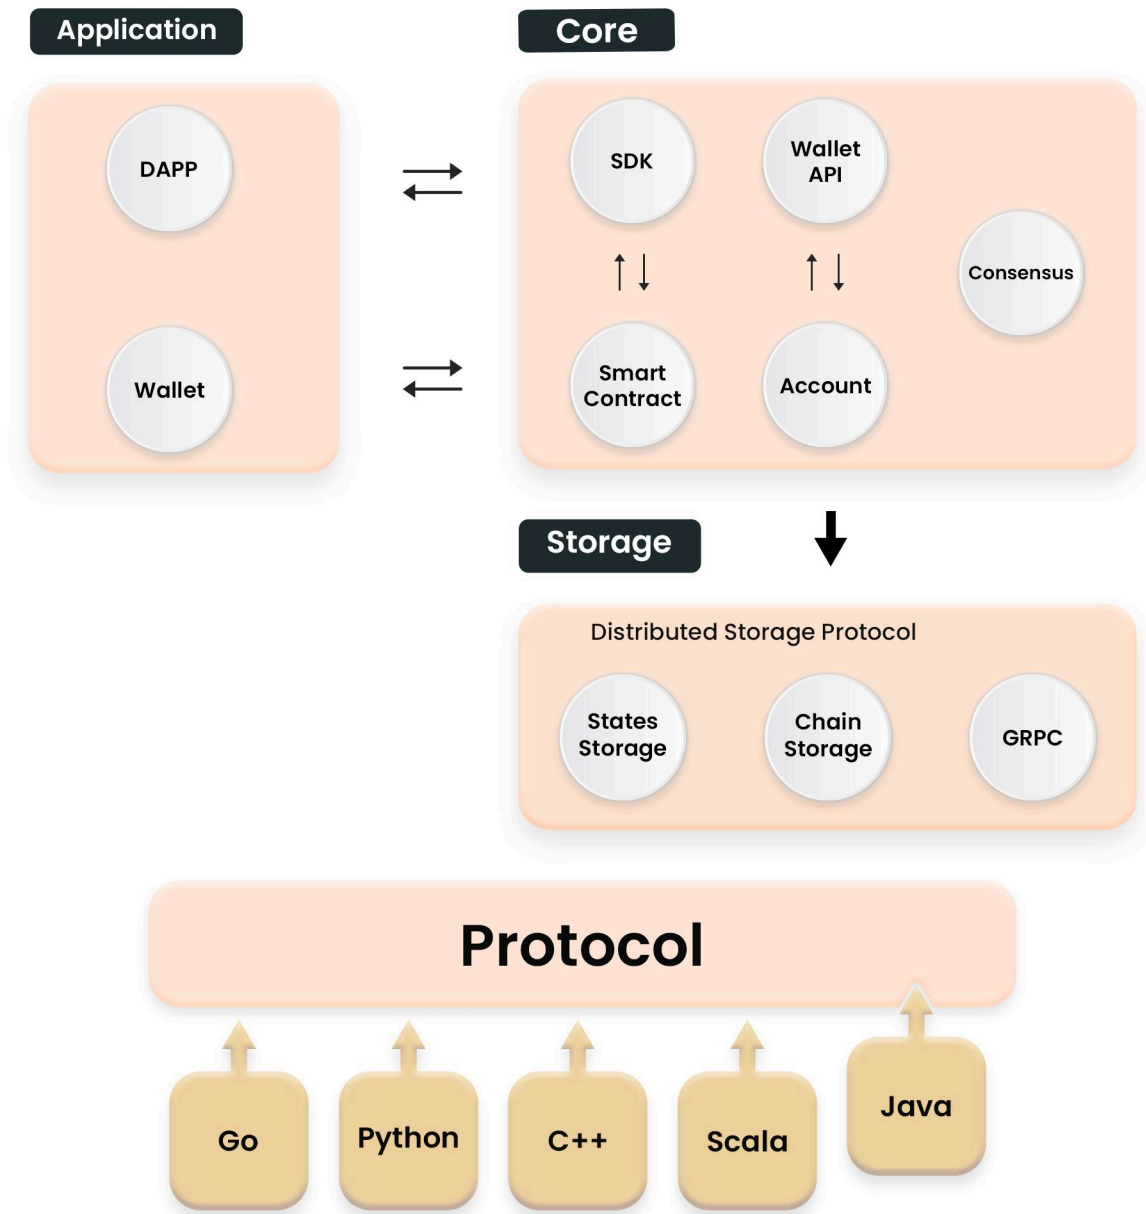 Application
Core
DAPP
Wallet
SDK
Wallet
API
Consensus
Smart
Contract
Account
Storage
Distributed Storage Protocol
States
Storage
Chain
Storage
GRPC
Protocol
Go
Python
C++
Scala
Java